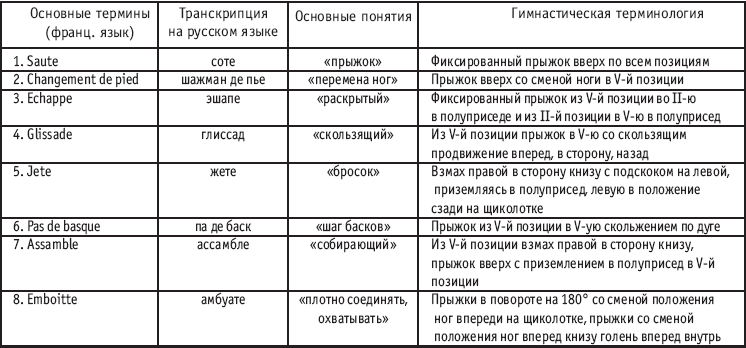 Основные термины Транскрипция Основные понятия Гимнастическая терминология
(франц. язык) на русском языке
1. Saute соте «прыжок» Фиксированный прыжок вверх по всем позициям
2. Changement de pied шажман де пье «перемена ног» Прыжок вверх со сменой ноги в V-й позиции
3. Echappe эшапе «раскрытый» Фиксированный прыжок из V-й позиции во II-ю
в полуприседе и из II-й позиции в V-ю в полуприсед
4. Glissade глиссад «скользящий» Из V-й позиции прыжок в V-ю со скользящим
продвижение вперед, в сторону, назад
5. Jete жете «бросок» Взмах правой в сторону книзу с подскоком на левой,
приземляясь в полуприсед, левую в положение
сзади на щиколотке
6. Pas de basque па де баск «шаг басков» Прыжок из V-й позиции в V-ую скольжением по дуге
7. Assamble ассамбле «собирающий» Из V-й позиции взмах правой в сторону книзу,
прыжок вверх с приземлением в полуприсед в V-й
позиции
8. Emboitte амбуате «плотно соединять, Прыжки в повороте на 180° со сменой положения
охватывать» ног впереди на щиколотке, прыжки со сменой
положения ног вперед книзу голень вперед внутрь